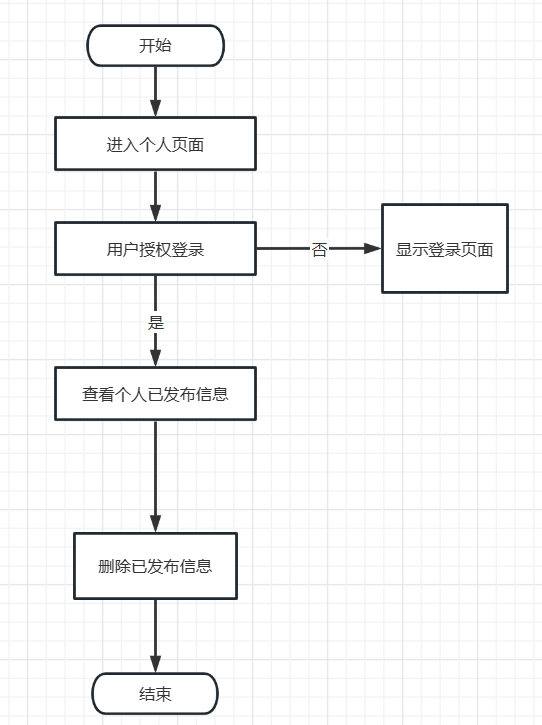 开始
进入个人页面
用户授权登录
否
显示登录页面
是
查看个人已发布信息
删除已发布信息
结束